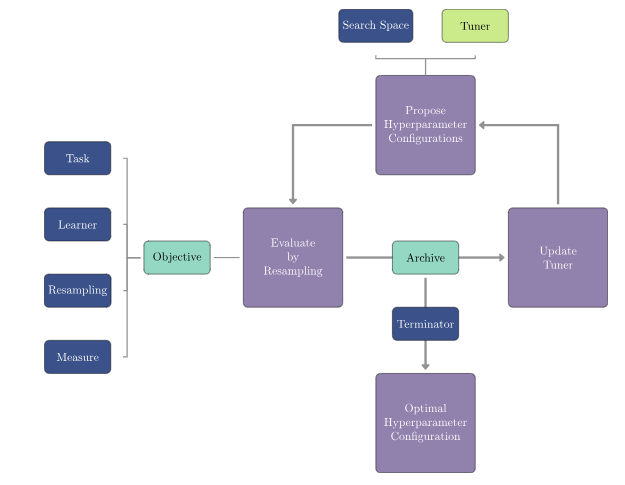 Search Space
Tuner
Propose
Hyperparameter
Configurations
Task
Learner
Resampling
Measure
Objective
Evaluate
by
Resampling
Archive
Update
Tuner
Terminator
Optimal
Hyperparameter
Configuration